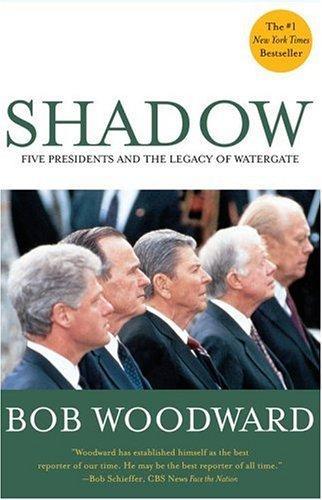 The #1
New York Times
Bestseller
SHADOW
FIVE PRESIDENTS AND THE LEGACY OF WATERGATE
BOB WOODWARD
"Woodward has established himself as the best
reporter of our time. He may be the best reporter of all time."
—Bob Schieffer, CBS News Face the Nation